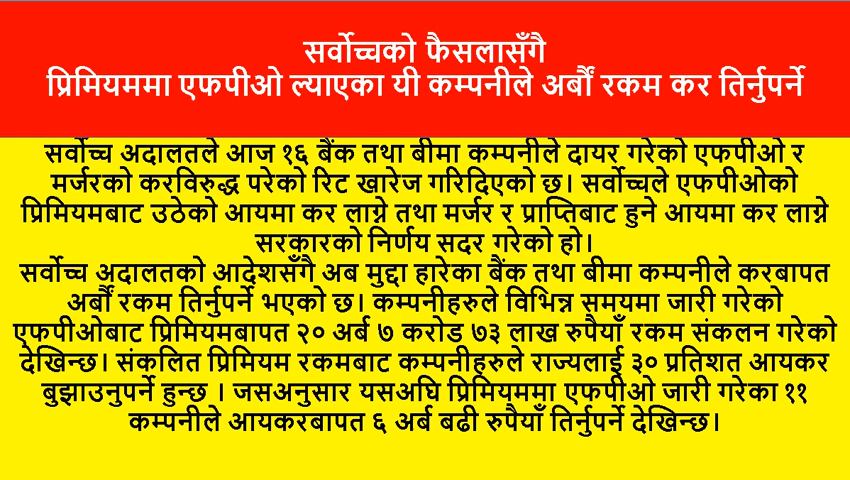 सर्वोच्चको फैसलासँगै
प्रिमियममा एफपीओ ल्याएका यी कम्पनीले अर्बौं रकम कर तिर्नुपर्ने
सर्वोच्च अदालतले आज १६ बैंक तथा बीमा कम्पनीले दायर गरेको एफपीओ र
मर्जरको करविरुद्ध परेको रिट खारेज गरिदिएको छ। सर्वोच्चले एफपीओको
प्रिमियमबाट उठेको आयमा कर लाग्ने तथा मर्जर र प्राप्तिबाट हुने आयमा कर लाग्ने
सरकारको निर्णय सदर गरेको हो।
सर्वोच्च अदालतको आदेशसँगै अब मुद्दा हारेका बैंक तथा बीमा कम्पनीले करबापत
अर्बौं रकम तिर्नुपर्ने भएको छ। कम्पनीहरुले विभिन्न समयमा जारी गरेको
एफपीओबाट प्रिमियमबापत २० अर्ब ७ करोड ७३ लाख रुपैयाँ रकम संकलन गरेको
देखिन्छ। संकलित प्रिमियम रकमबाट कम्पनीहरुले राज्यलाई ३० प्रतिशत आयकर
बुझाउनुपर्ने हुन्छ । जसअनुसार यसअघि प्रिमियममा एफपीओ जारी गरेका ११
कम्पनीले आयकरबापत ६ अर्ब बढी रुपैयाँ तिर्नुपर्ने देखिन्छ।